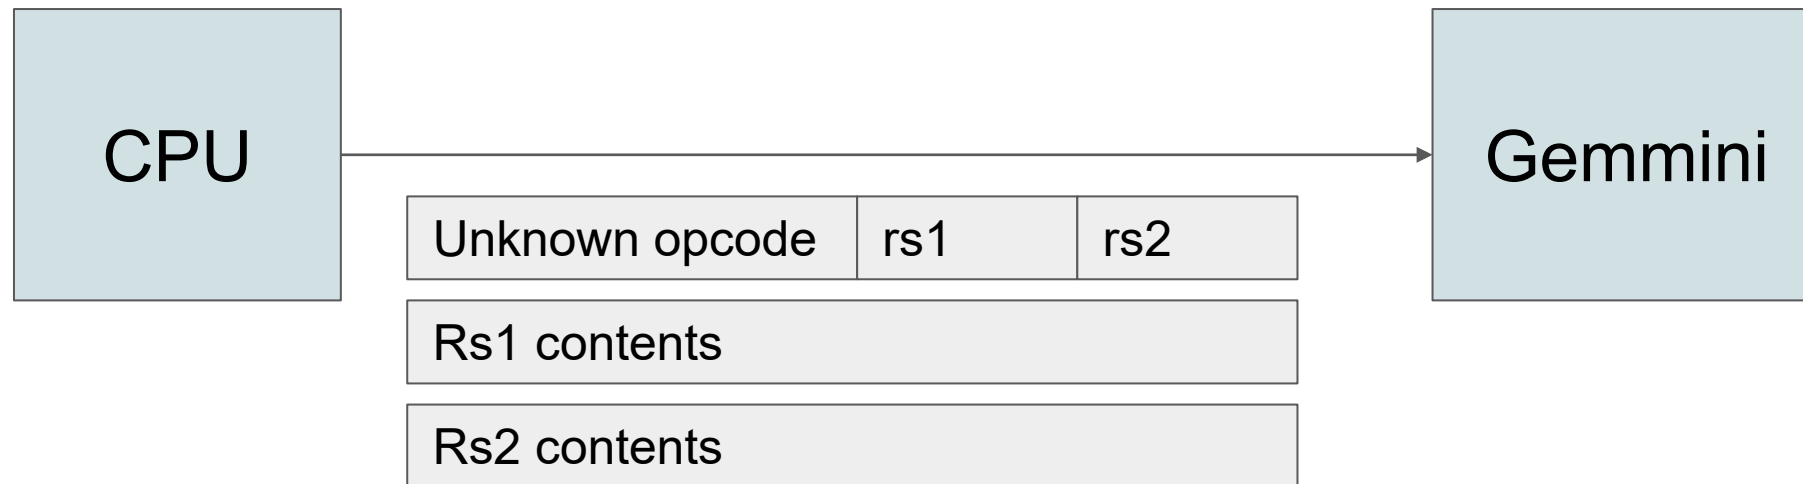 CPU
Gemmini
Unknown opcode rs1 rs2
Rs1 contents
Rs2 contents